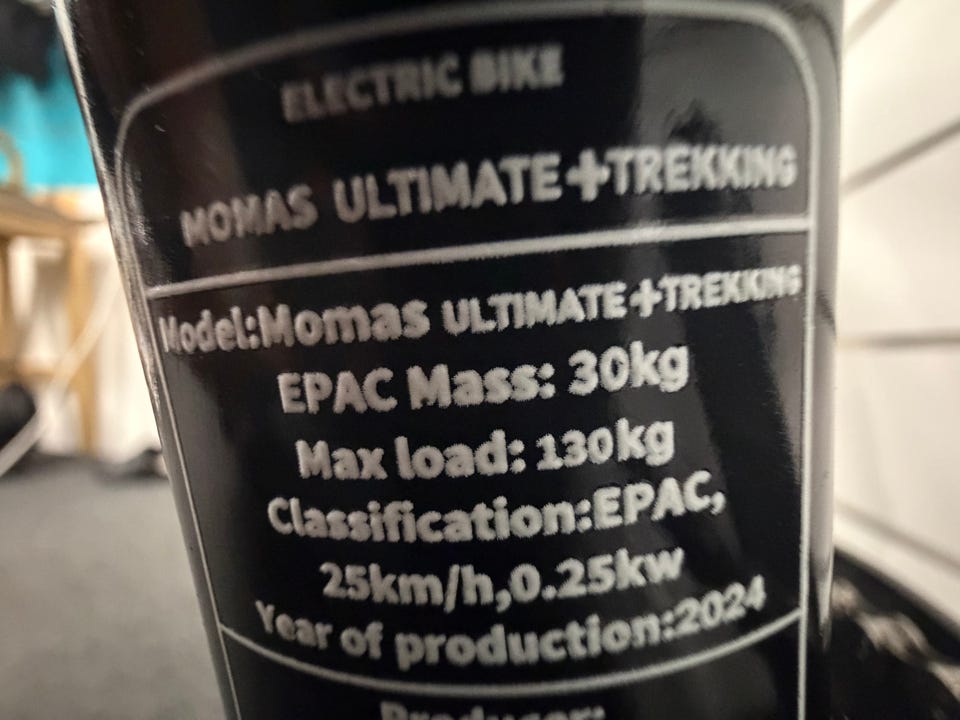 ELECTRIC BIKE
MOMAS ULTIMATE+TREKKING
Model:Momas ULTIMATE+TREKKING
EPAC Mass: 30kg
Max load: 130kg
Classification:EPAC,
25km/h,0.25kw
Year of production:2024
Producer: